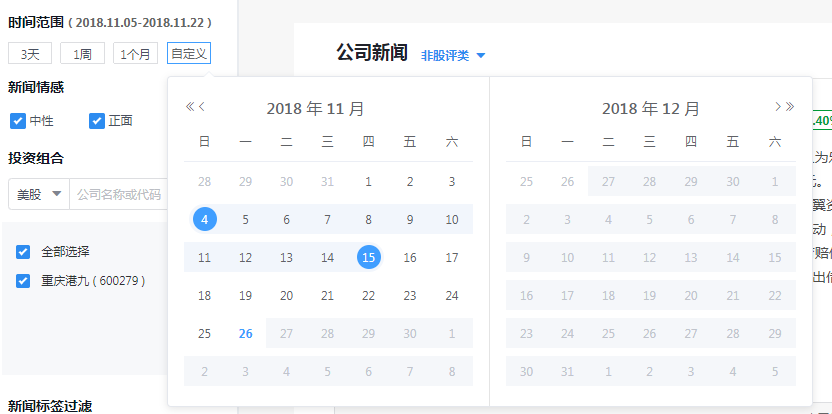 时间范围 ( 2018.11.05-2018.11.22 )
3天 1周 1个月 自定义
新闻情感
中性 正面
投资组合
美股 公司名称或代码
全部选择
重庆港九 ( 600279 )
新闻标签过滤
公司新闻 非股评类
2018 年 11 月
日 一 二 三 四 五 六
28 29 30 31 1 2 3
4 5 6 7 8 9 10
11 12 13 14 15 16 17
18 19 20 21 22 23 24
25 26 27 28 29 30 1
2 3 4 5 6 7 8
2018 年 12 月
日 一 二 三 四 五 六
25 26 27 28 29 30 1
2 3 4 5 6 7 8
9 10 11 12 13 14 15
16 17 18 19 20 21 22
23 24 25 26 27 28 29
30 31 1 2 3 4 5
.40%
元。
翼资
动，
赔偿
出估